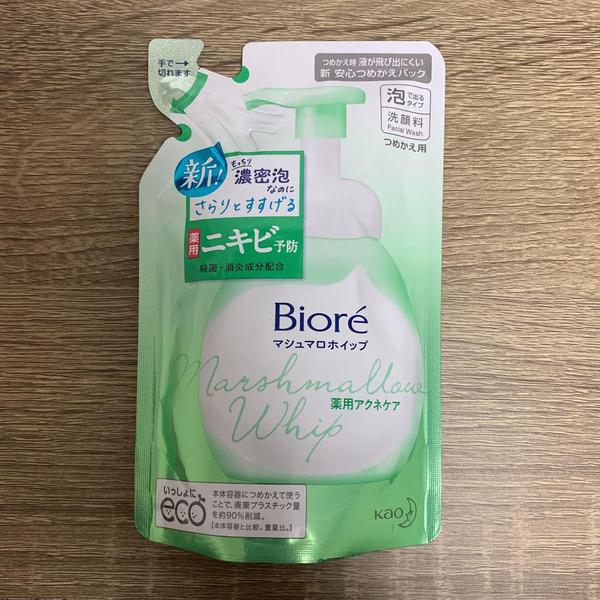 手で→
切れます
つめかえ時 液が飛び出にくい
新 安心つめかえパック
泡で出る
タイプ
洗顔料
Facial Wash
つめかえ用
新!
もっちり
濃密泡
なのに
さらりとすすげる
薬用
ニキビ予防
殺菌・消炎成分配合
Bioré
マシュマロホイップ
Marshmallow
Whip
薬用アクネケア
いっしょに
eco
本体容器につめかえて使う
ことで、廃棄プラスチック量
を約90%削減。
【本体容器と比較。重量比。】
Kao